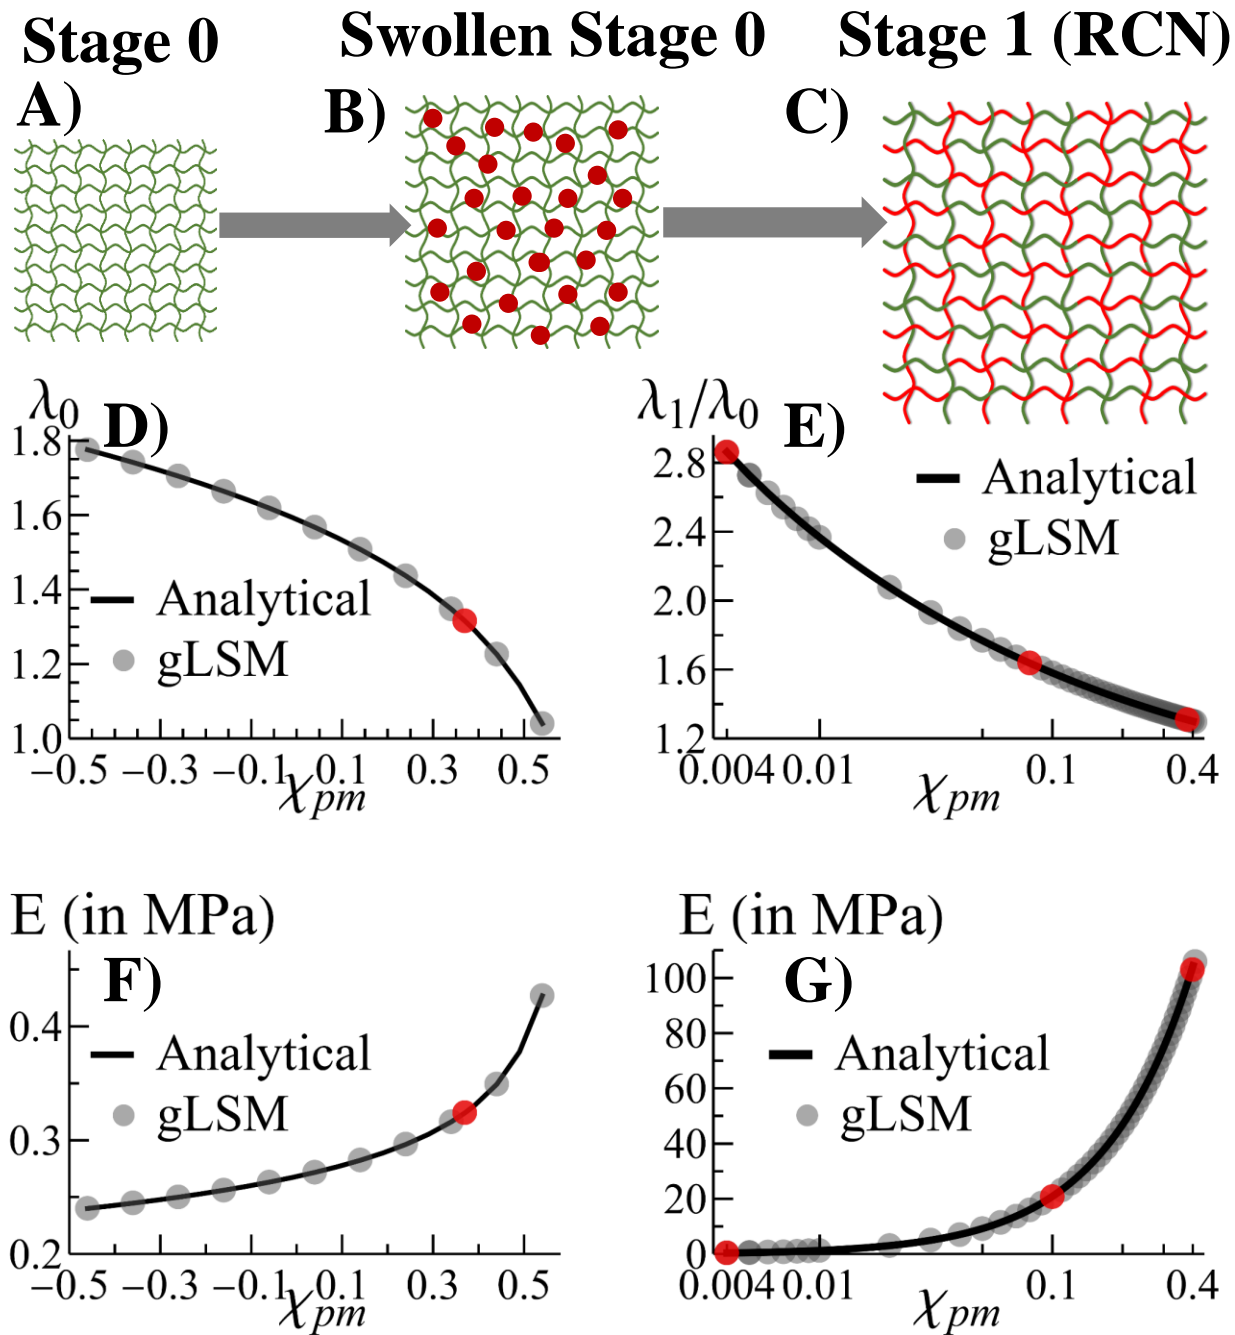 Stage 0
Swollen Stage 0
Stage 1 (RCN)
A)
B)
C)
λ0
D)
1.8
1.6
1.4
1.2
1.0
Analytical
gLSM
−0.5 −0.3 −0.1 0.1 0.3 0.5
χpm
λ1/λ0
E)
2.8
2.4
2.0
1.6
1.2
Analytical
gLSM
0.004 0.01 0.1 0.4
χpm
E (in MPa)
F)
0.4
0.3
0.2
Analytical
gLSM
−0.5 −0.3 −0.1 0.1 0.3 0.5
χpm
E (in MPa)
G)
100
80
60
40
20
0
Analytical
gLSM
0.004 0.01 0.1 0.4
χpm